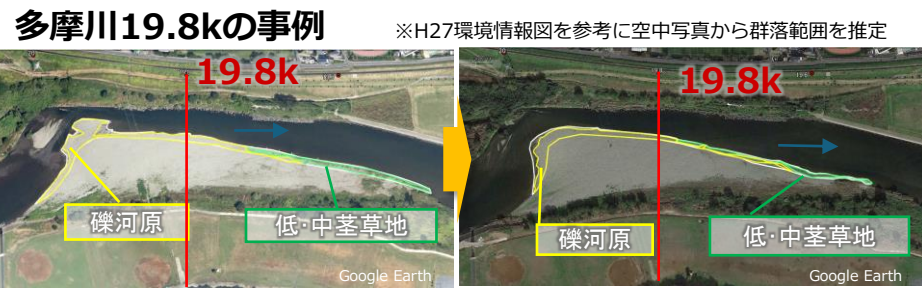 多摩川19.8kの事例
※H27環境情報図を参考に空中写真から群落範囲を推定
19.8k
礫河原
低･中茎草地
Google Earth
19.8k
礫河原
低･中茎草地
Google Earth